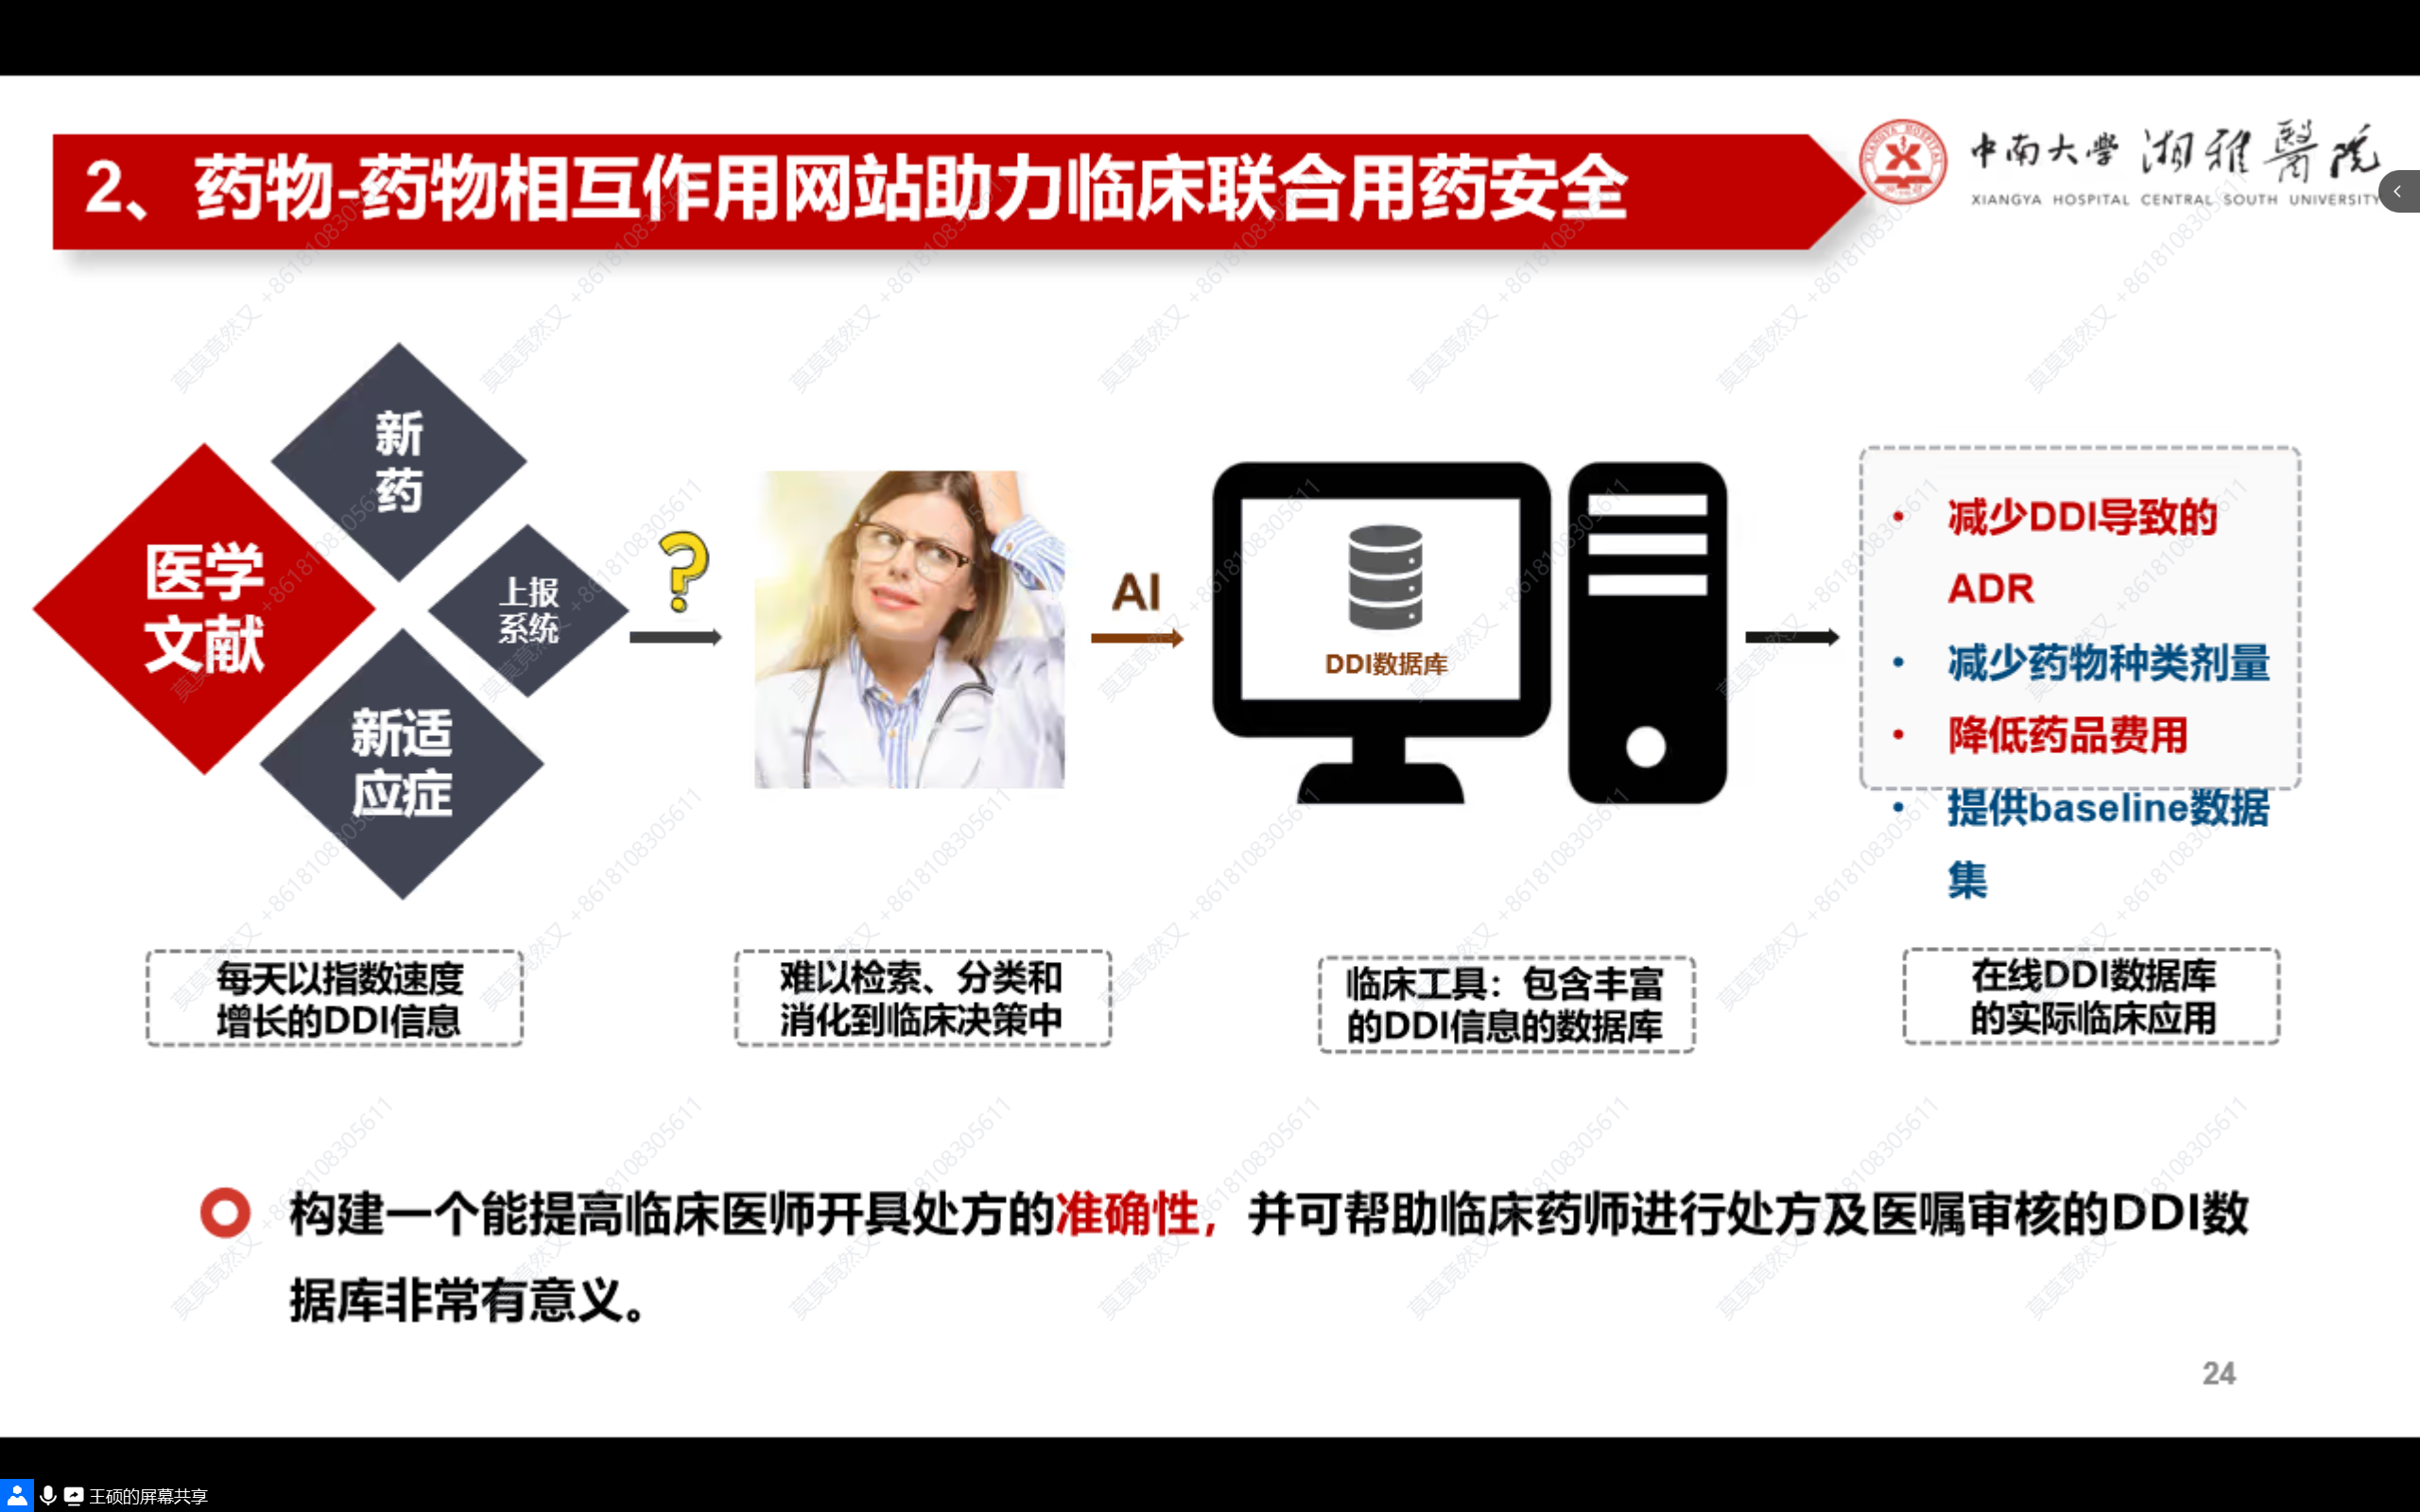 2、 药物-药物相互作用网站助力临床联合用药安全
中南大学 湘雅醫院
XIANGYA HOSPITAL CENTRAL SOUTH UNIVERSITY
新
药
医学
文献
上报
系统
新适
应症
AI
DDI数据库
• 减少DDI导致的
ADR
• 减少药物种类剂量
• 降低药品费用
• 提供baseline数据
集
每天以指数速度
增长的DDI信息
难以检索、分类和
消化到临床决策中
临床工具：包含丰富
的DDI信息的数据库
在线DDI数据库
的实际临床应用
构建一个能提高临床医师开具处方的准确性，并可帮助临床药师进行处方及医嘱审核的DDI数
据库非常有意义。
24
莫莫竟然又 +8618108305611
王硕的屏幕共享